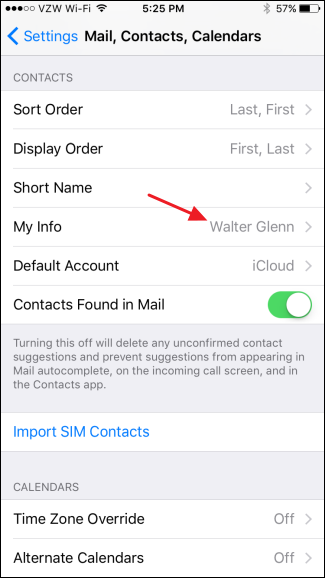 VZW Wi-Fi 5:25 PM 57%
Settings Mail, Contacts, Calendars
CONTACTS
Sort Order Last, First
Display Order First, Last
Short Name
My Info Walter Glenn
Default Account iCloud
Contacts Found in Mail
Turning this off will delete any unconfirmed contact
suggestions and prevent suggestions from appearing in
Mail autocomplete, on the incoming call screen, and in
the Contacts app.
Import SIM Contacts
CALENDARS
Time Zone Override Off
Alternate Calendars Off